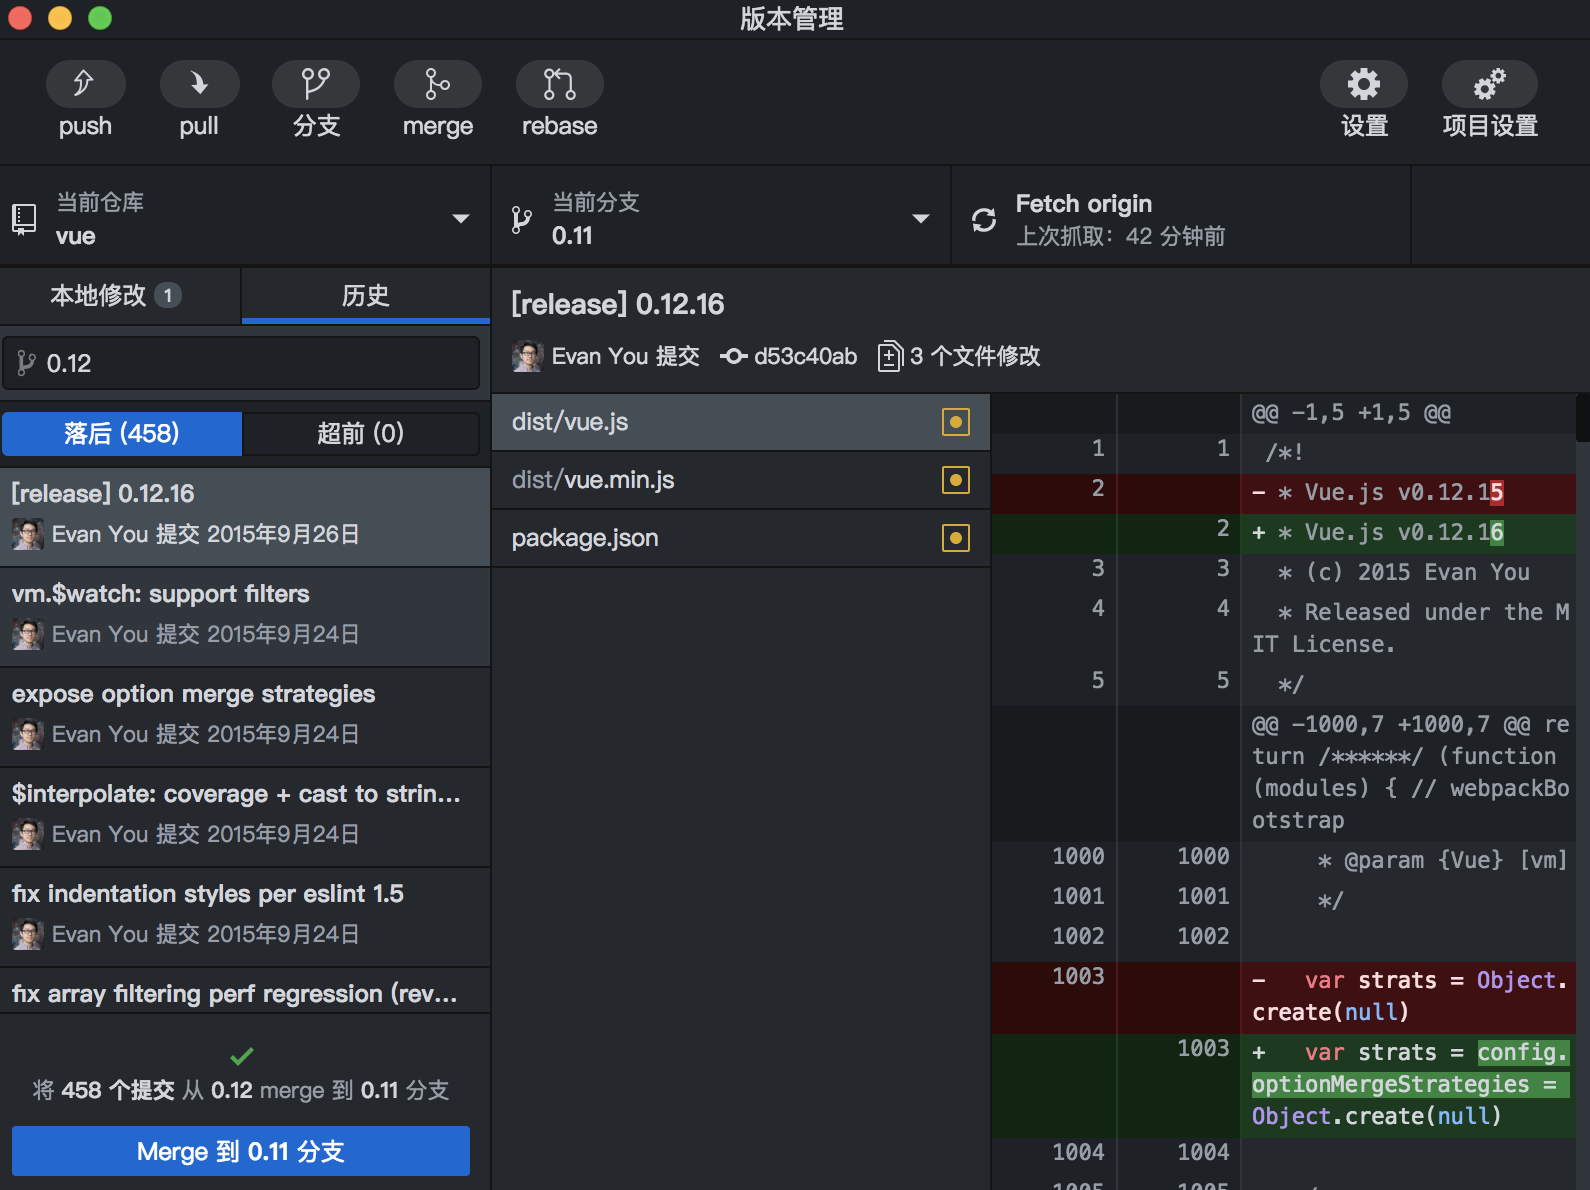 版本管理
push
pull
分支
merge
rebase
设置
项目设置
当前仓库
vue
当前分支
0.11
Fetch origin
上次抓取：42 分钟前
本地修改 1
历史
0.12
落后 (458)
超前 (0)
[release] 0.12.16
Evan You 提交 2015年9月26日
vm.$watch: support filters
Evan You 提交 2015年9月24日
expose option merge strategies
Evan You 提交 2015年9月24日
$interpolate: coverage + cast to strin...
Evan You 提交 2015年9月24日
fix indentation styles per eslint 1.5
Evan You 提交 2015年9月24日
fix array filtering perf regression (rev...
将 458 个提交 从 0.12 merge 到 0.11 分支
Merge 到 0.11 分支
[release] 0.12.16
Evan You 提交 d53c40ab 3 个文件修改
dist/vue.js
dist/vue.min.js
package.json
@@ -1,5 +1,5 @@
1 1 /*!
2 - * Vue.js v0.12.15
2 + * Vue.js v0.12.16
3 3 * (c) 2015 Evan You
4 4 * Released under the M
IT License.
5 5 */
@@ -1000,7 +1000,7 @@ re
turn /******/ (function
(modules) { // webpackBo
otstrap
1000 1000 * @param {Vue} [vm]
1001 1001 */
1002 1002
1003 - var strats = Object.
create(null)
1003 + var strats = config.
optionMergeStrategies =
Object.create(null)
1004 1004
1005 1005